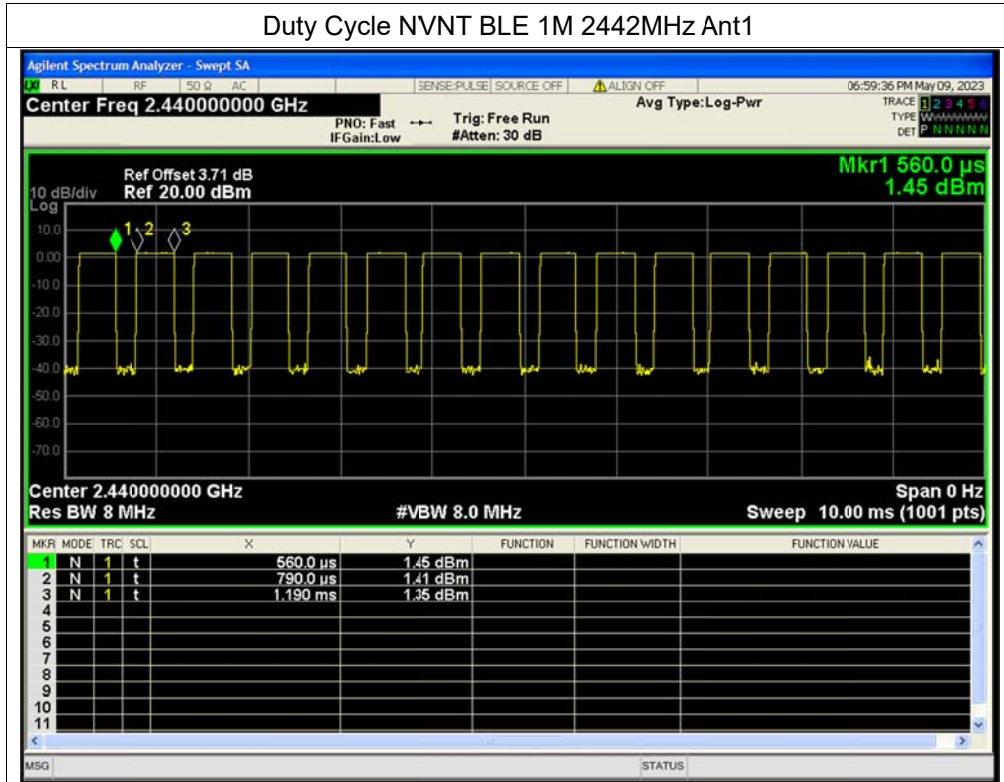 Duty Cycle NVNT BLE 1M 2442MHz Ant1
Agilent Spectrum Analyzer - Swept SA
LXI RL RF 50 Ω AC SENSE:PULSE SOURCE OFF ALIGN OFF 06:59:36 PM May 09, 2023
Center Freq 2.440000000 GHz Avg Type:Log-Pwr TRACE 1 2 3 4 5 6
PNO: Fast Trig: Free Run TYPE W
IFGain:Low #Atten: 30 dB DET P N N N N N
Mkr1 560.0 µs
Ref Offset 3.71 dB
10 dB/div Ref 20.00 dBm 1.45 dBm
Log
10.0
1 2 3
0.00
-10.0
-20.0
-30.0
-40.0
-50.0
-60.0
-70.0
Center 2.440000000 GHz Span 0 Hz
Res BW 8 MHz #VBW 8.0 MHz Sweep 10.00 ms (1001 pts)
MKR MODE TRC SCL X Y FUNCTION FUNCTION WIDTH FUNCTION VALUE
1 N 1 t 560.0 µs 1.45 dBm
2 N 1 t 790.0 µs 1.41 dBm
3 N 1 t 1.190 ms 1.35 dBm
4
5
6
7
8
9
10
11
MSG STATUS